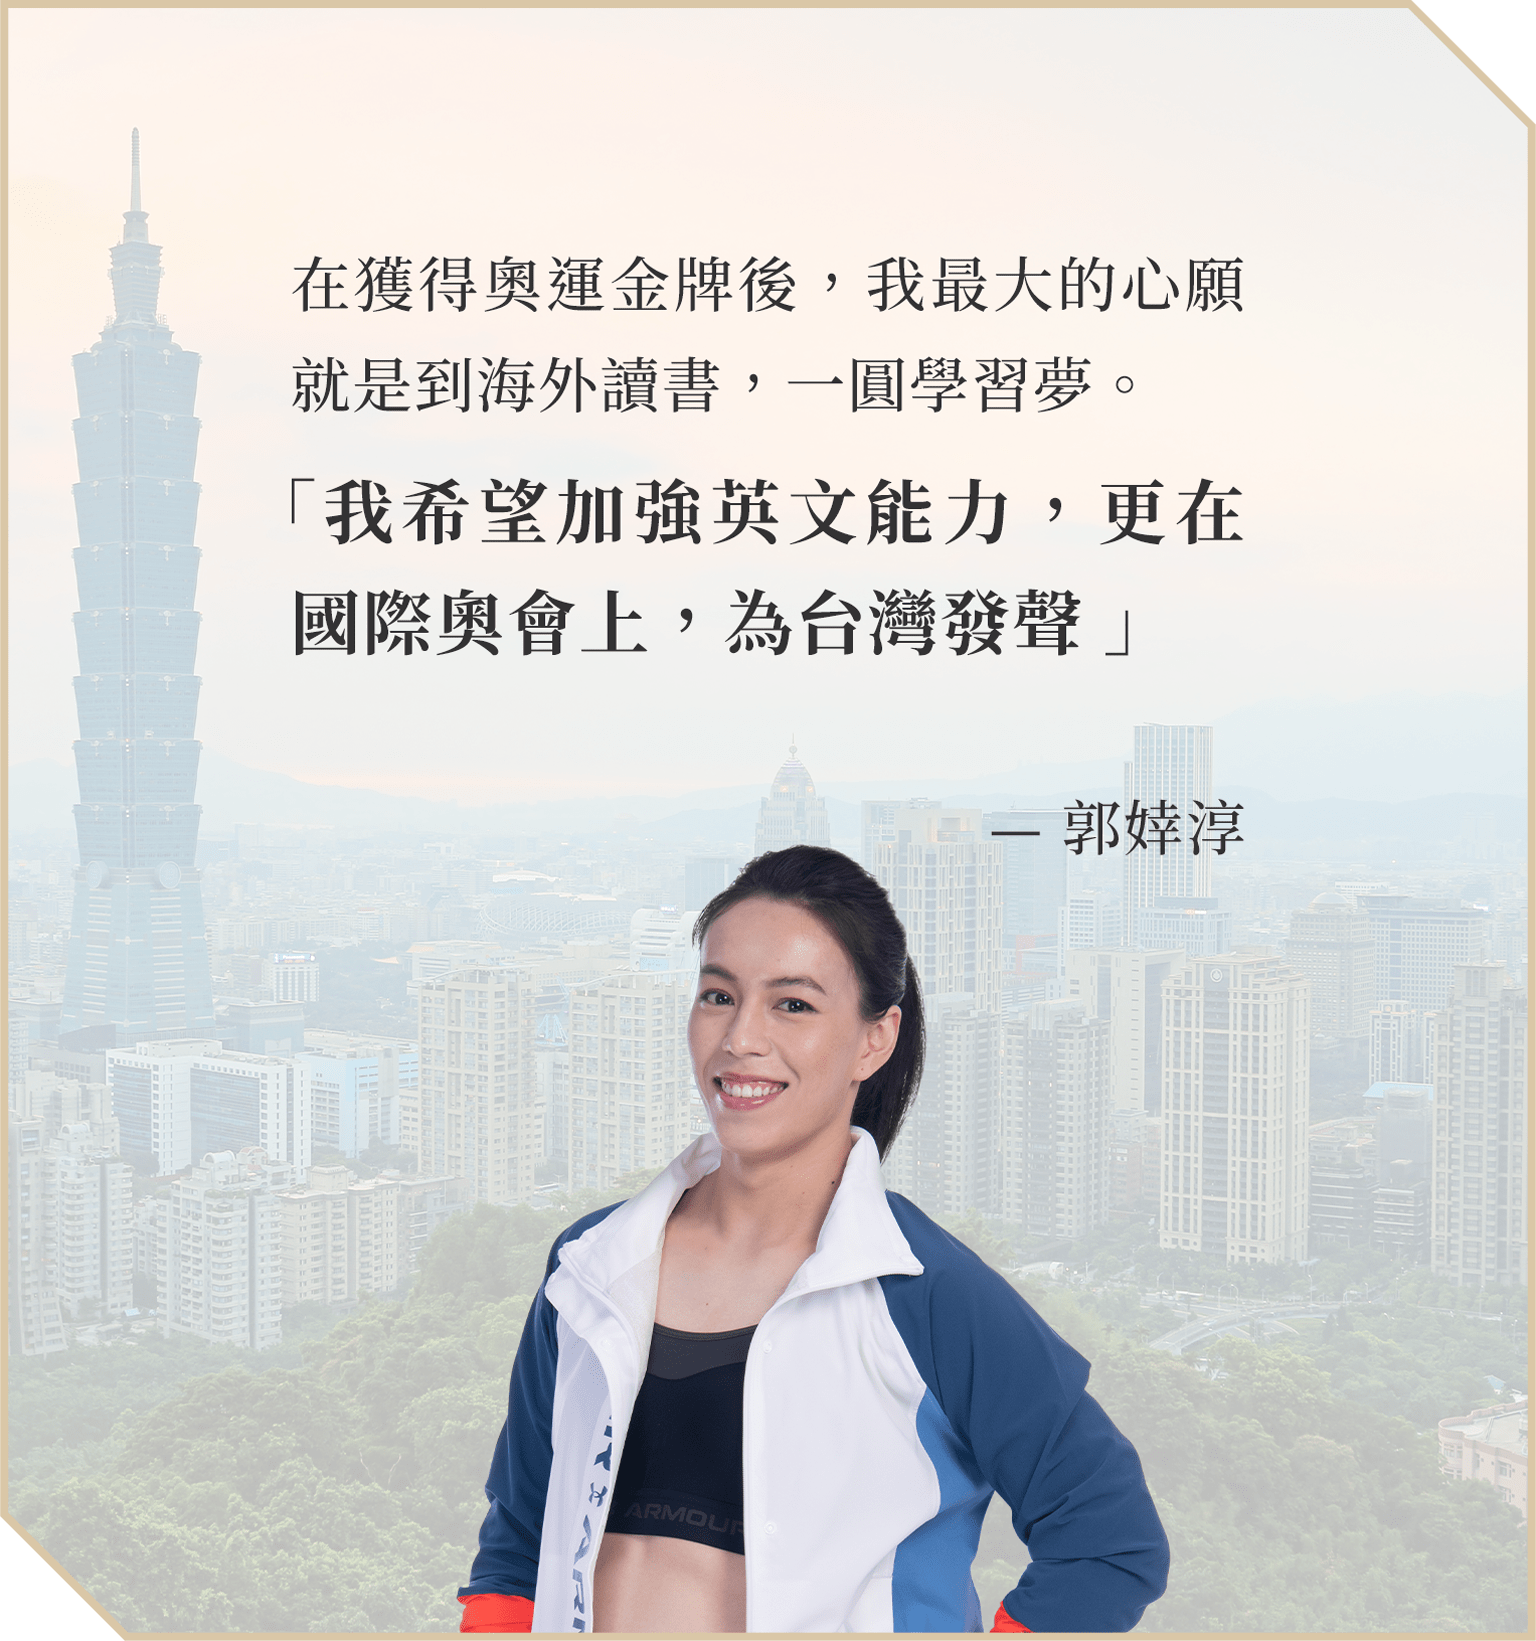 在獲得奧運金牌後，我最大的心願
就是到海外讀書，一圓學習夢。
「我希望加強英文能力，更在
國際奧會上，為台灣發聲」
— 郭婞淳
ARMOUR